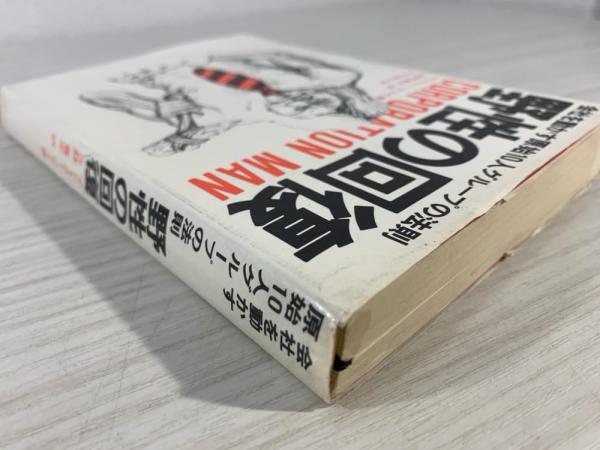 会社を動かす原始10人グループの法則
野性の回復
CORPORATION MAN
会社を動かす
原始10人グループの法則
野性の回復